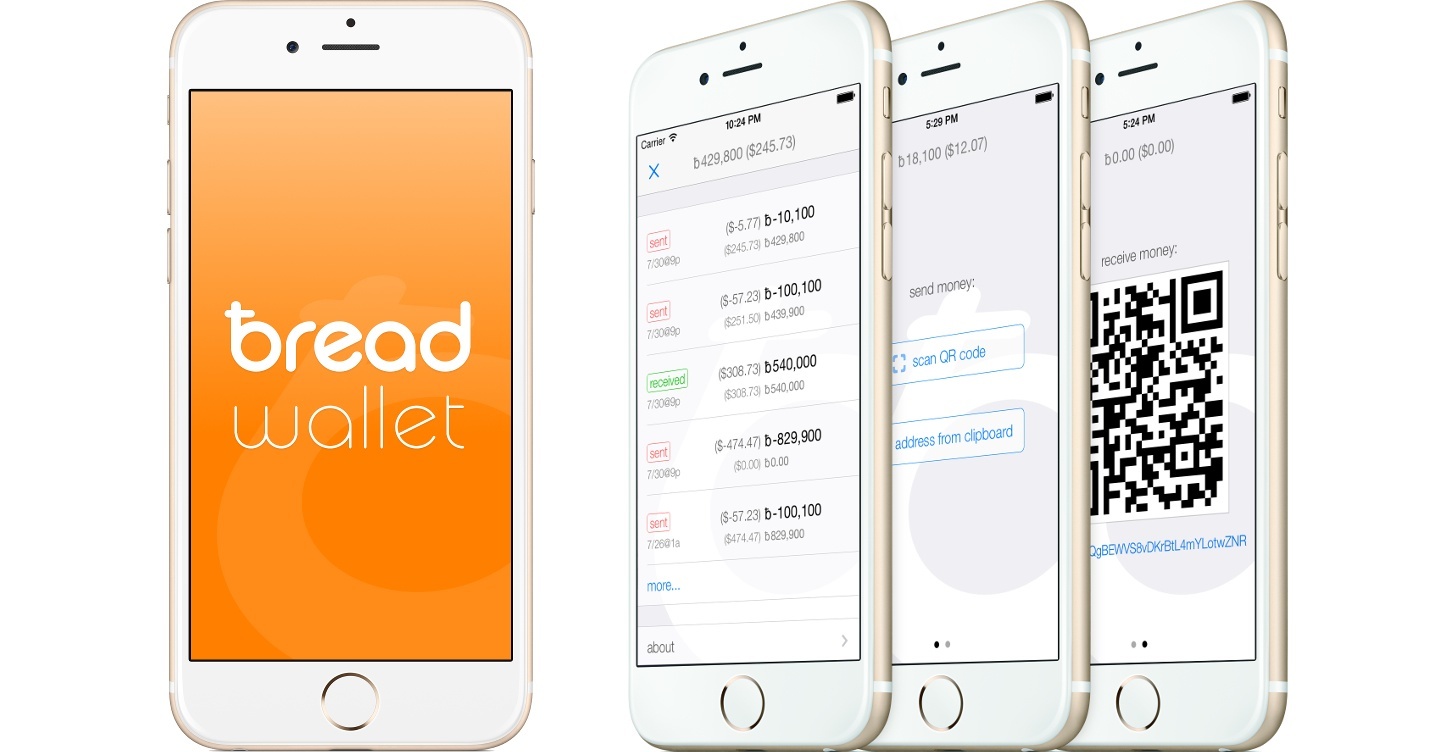 bread
wallet
Carrier 10:24 PM
ƀ429,800 ($245.73)
sent ($-5.77) ƀ-10,100
7/30@9p ($245.73) ƀ429,800
sent ($-57.23) ƀ-100,100
7/30@9p ($251.50) ƀ439,900
received ($308.73) ƀ540,000
7/30@9p ($308.73) ƀ540,000
sent ($-474.47) ƀ-829,900
7/30@9p ($0.00) ƀ0.00
sent ($-57.23) ƀ-100,100
7/26@1a ($474.47) ƀ829,900
more...
about
5:29 PM
ƀ18,100 ($12.07)
send money:
scan QR code
address from clipboard
5:24 PM
ƀ0.00 ($0.00)
receive money:
QgBEWVS8vDKrBtL4mYLotwZNR